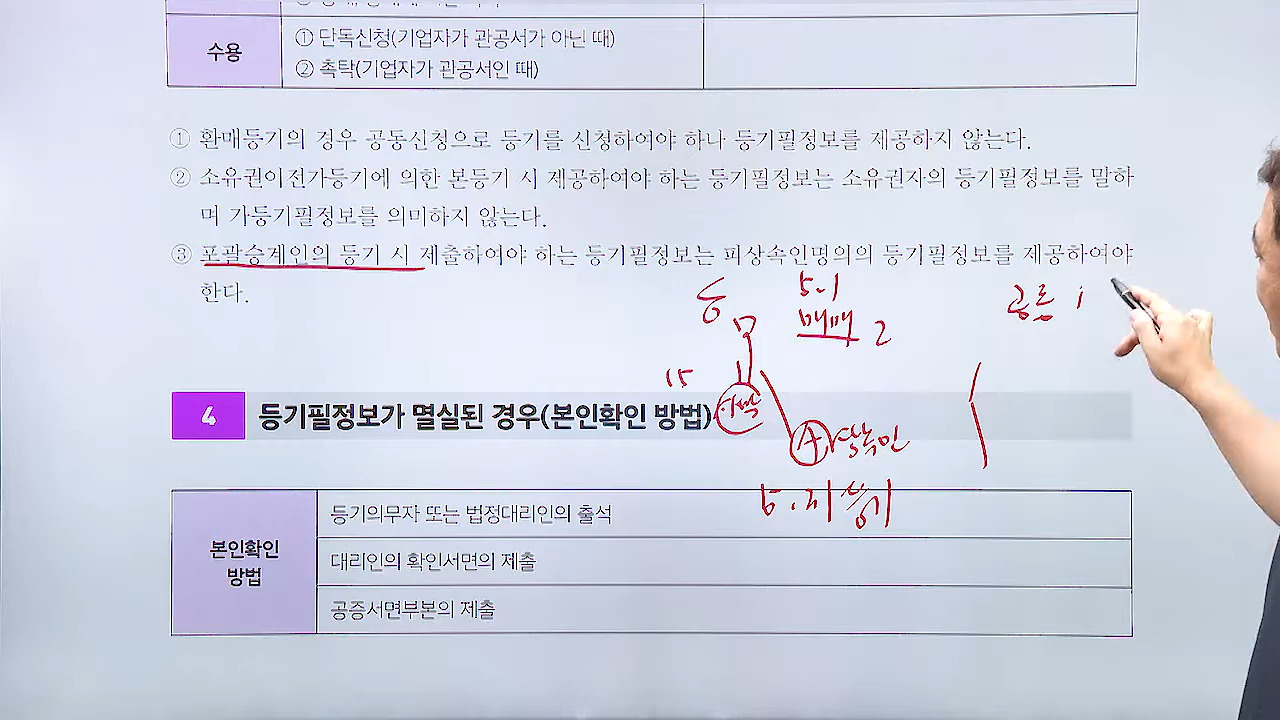 수용
① 단독신청(기업자가 관공서가 아닌 때)
② 촉탁(기업자가 관공서인 때)
① 환매등기의 경우 공동신청으로 등기를 신청하여야 하나 등기필정보를 제공하지 않는다.
② 소유권이전가등기에 의한 본등기 시 제공하여야 하는 등기필정보는 소유권자의 등기필정보를 말하
며 가등기필정보를 의미하지 않는다.
③ 포괄승계인의 등기 시 제출하여야 하는 등기필정보는 피상속인명의의 등기필정보를 제공하여야
한다.
5.1
매매 2
15
A
4 등기필정보가 멸실된 경우(본인확인 방법)
본인확인
방법
등기의무자 또는 법정대리인의 출석
대리인의 확인서면의 제출
공증서면부본의 제출